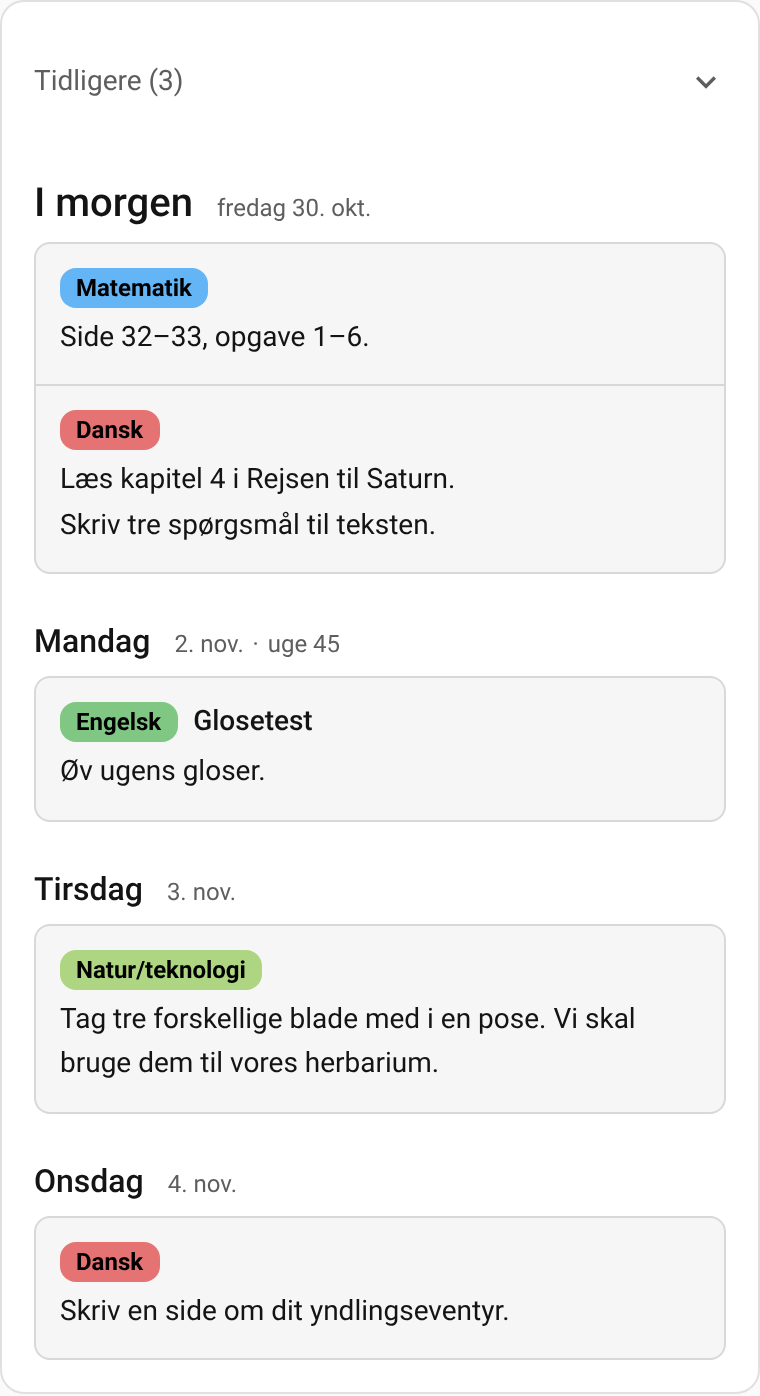 Tidligere (3)
I morgen fredag 30. okt.
Matematik
Side 32–33, opgave 1–6.
Dansk
Læs kapitel 4 i Rejsen til Saturn.
Skriv tre spørgsmål til teksten.
Mandag 2. nov. · uge 45
Engelsk Glosetest
Øv ugens gloser.
Tirsdag 3. nov.
Natur/teknologi
Tag tre forskellige blade med i en pose. Vi skal
bruge dem til vores herbarium.
Onsdag 4. nov.
Dansk
Skriv en side om dit yndlingseventyr.